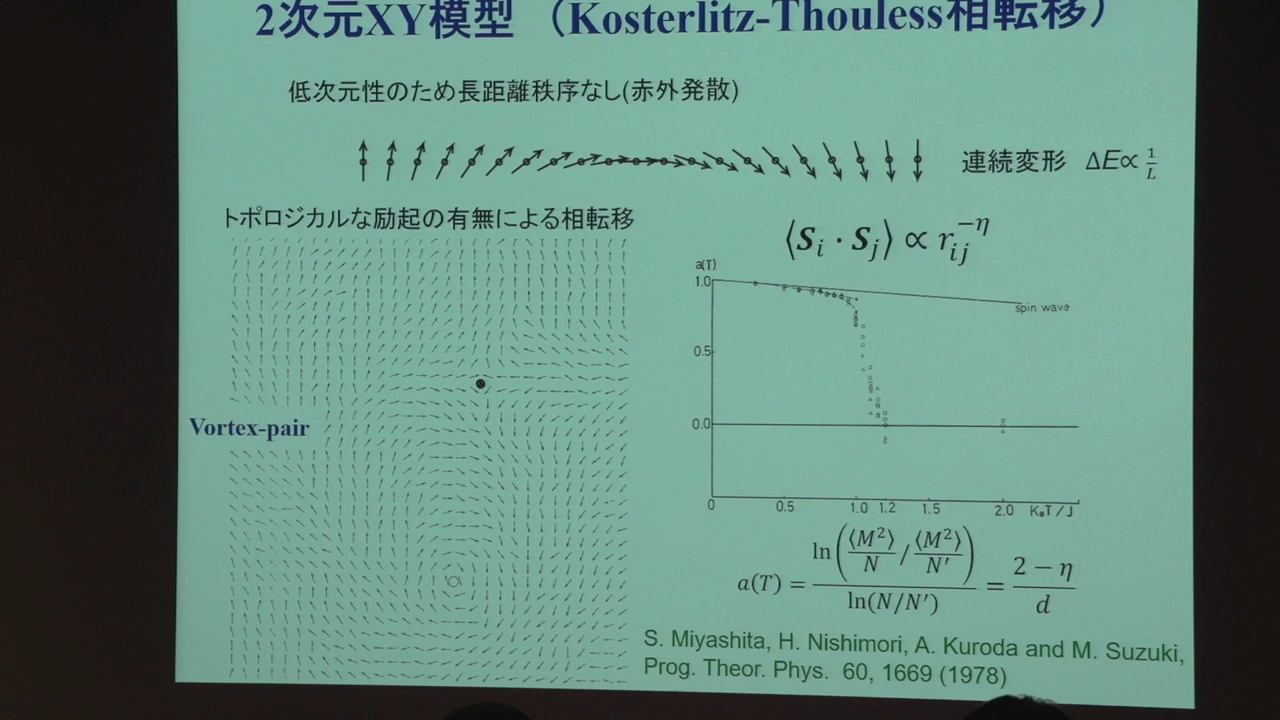 2次元XY模型 （Kosterlitz-Thouless相転移）
低次元性のため長距離秩序なし(赤外発散)
連続変形 ΔE∝ 1/L
トポロジカルな励起の有無による相転移
⟨S_i · S_j⟩ ∝ r_ij^−η
a(T)
1.0
spin wave
0.5
0.0
Vortex-pair
0 0.5 1.0 1.2 1.5 2.0 K_BT/J
a(T) = ln(⟨M²⟩/N / ⟨M²⟩/N′) / ln(N/N′) = (2 − η)/d
S. Miyashita, H. Nishimori, A. Kuroda and M. Suzuki,
Prog. Theor. Phys. 60, 1669 (1978)